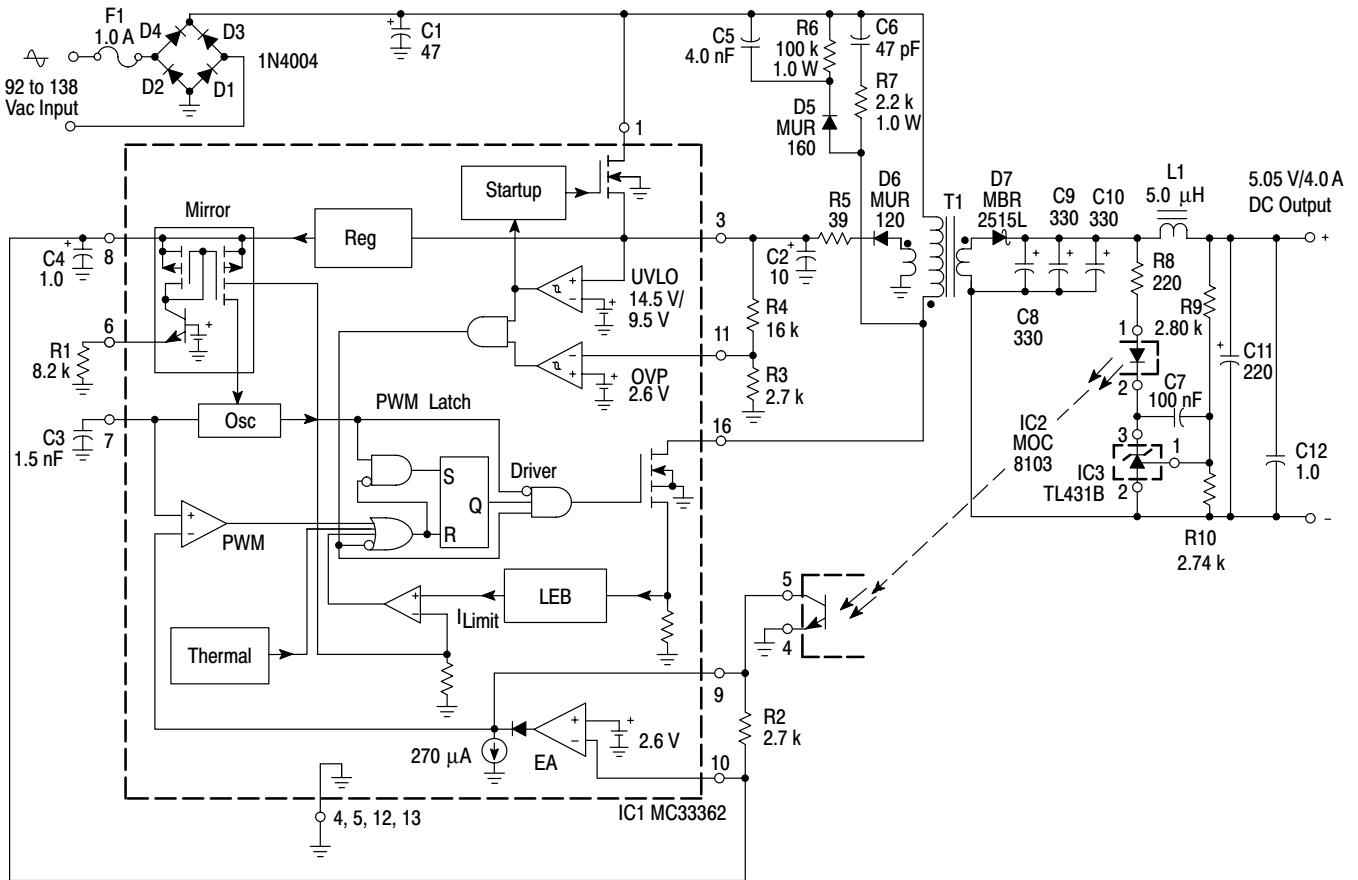 F1
1.0 A
D4
D3
D2
D1
1N4004
92 to 138
Vac Input
C1
47
C5
4.0 nF
R6
100 k
1.0 W
C6
47 pF
R7
2.2 k
1.0 W
D5
MUR
160
1
Startup
Mirror
Reg
3
R5
39
D6
MUR
120
T1
D7
MBR
2515L
C9
330
C10
330
L1
5.0 μH
5.05 V/4.0 A
DC Output
+
C4
1.0
+
8
C2
10
+
+
−
UVLO
14.5 V/
9.5 V
+
R4
16 k
C8
330
+
+
+
R8
220
R9
2.80 k
6
R1
8.2 k
+
11
−
+
OVP
2.6 V
+
R3
2.7 k
1
2
C7
100 nF
+
C11
220
C3
1.5 nF
7
Osc
PWM Latch
16
IC2
MOC
8103
3
1
IC3
TL431B
2
C12
1.0
−
R10
2.74 k
S
Q
R
Driver
+
−
PWM
LEB
+
−
ILimit
Thermal
5
4
9
R2
2.7 k
270 μA
EA
+
−
+
2.6 V
10
4, 5, 12, 13
IC1 MC33362